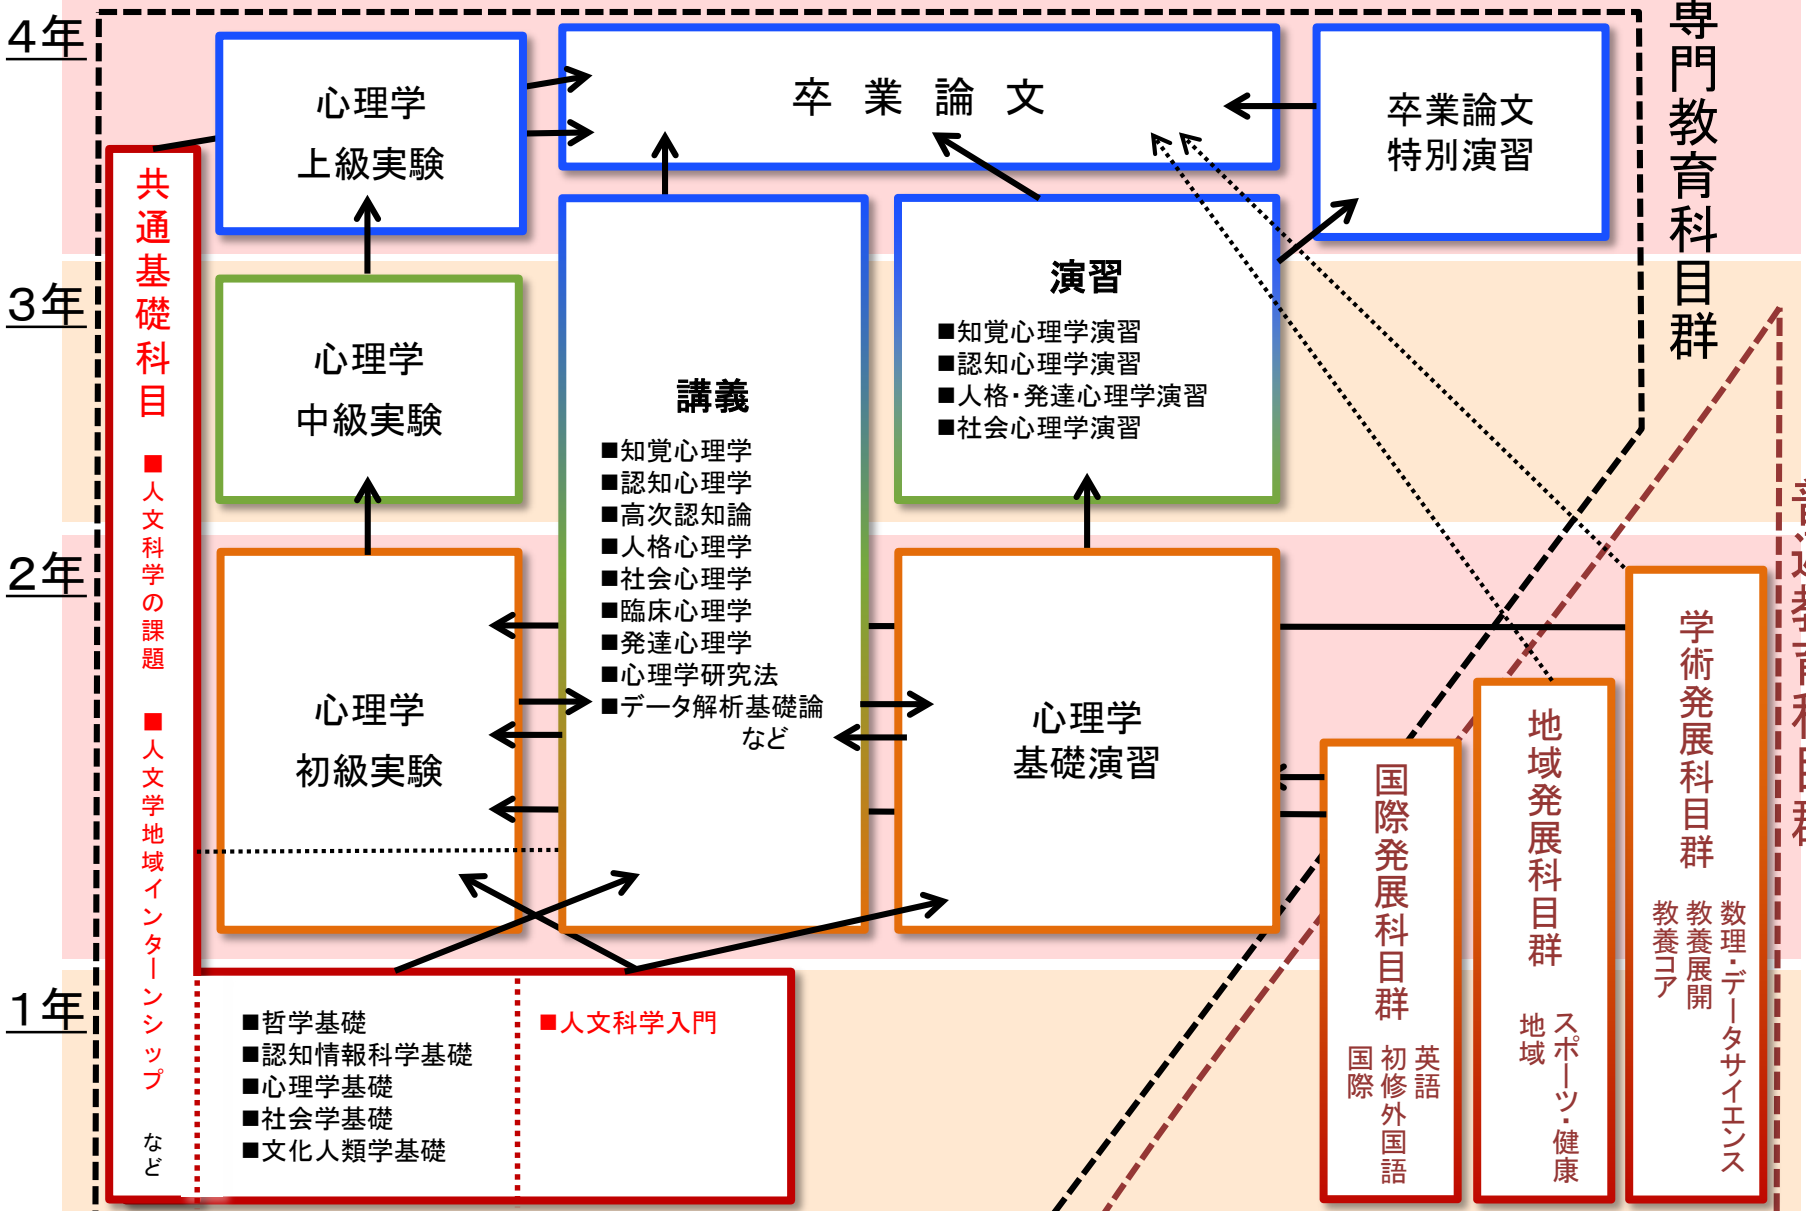 4年
心理学
上級実験
卒業論文
卒業論文
特別演習
専門教育科目群
共通基礎科目
■人文科学の課題
■人文学地域インターンシップ
など
3年
心理学
中級実験
講義
■知覚心理学
■認知心理学
■高次認知論
■人格心理学
■社会心理学
■臨床心理学
■発達心理学
■心理学研究法
■データ解析基礎論
など
演習
■知覚心理学演習
■認知心理学演習
■人格・発達心理学演習
■社会心理学演習
普通教育科目群
2年
心理学
初級実験
心理学
基礎演習
国際発展科目群
英語
初修外国語
国際
地域発展科目群
スポーツ・健康
地域
学術発展科目群
数理・データサイエンス
教養展開
教養コア
1年
■哲学基礎
■認知情報科学基礎
■心理学基礎
■社会学基礎
■文化人類学基礎
■人文科学入門